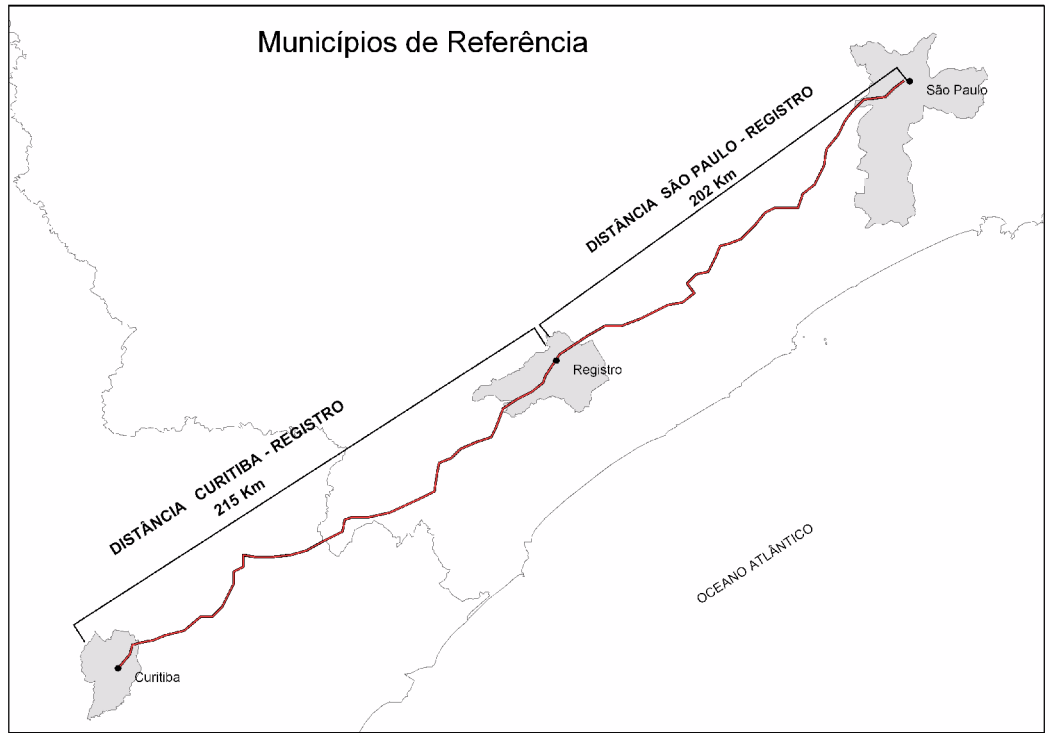 Municípios de Referência
São Paulo
DISTÂNCIA SÃO PAULO - REGISTRO
202 Km
Registro
DISTÂNCIA CURITIBA - REGISTRO
215 Km
OCEANO ATLÂNTICO
Curitiba